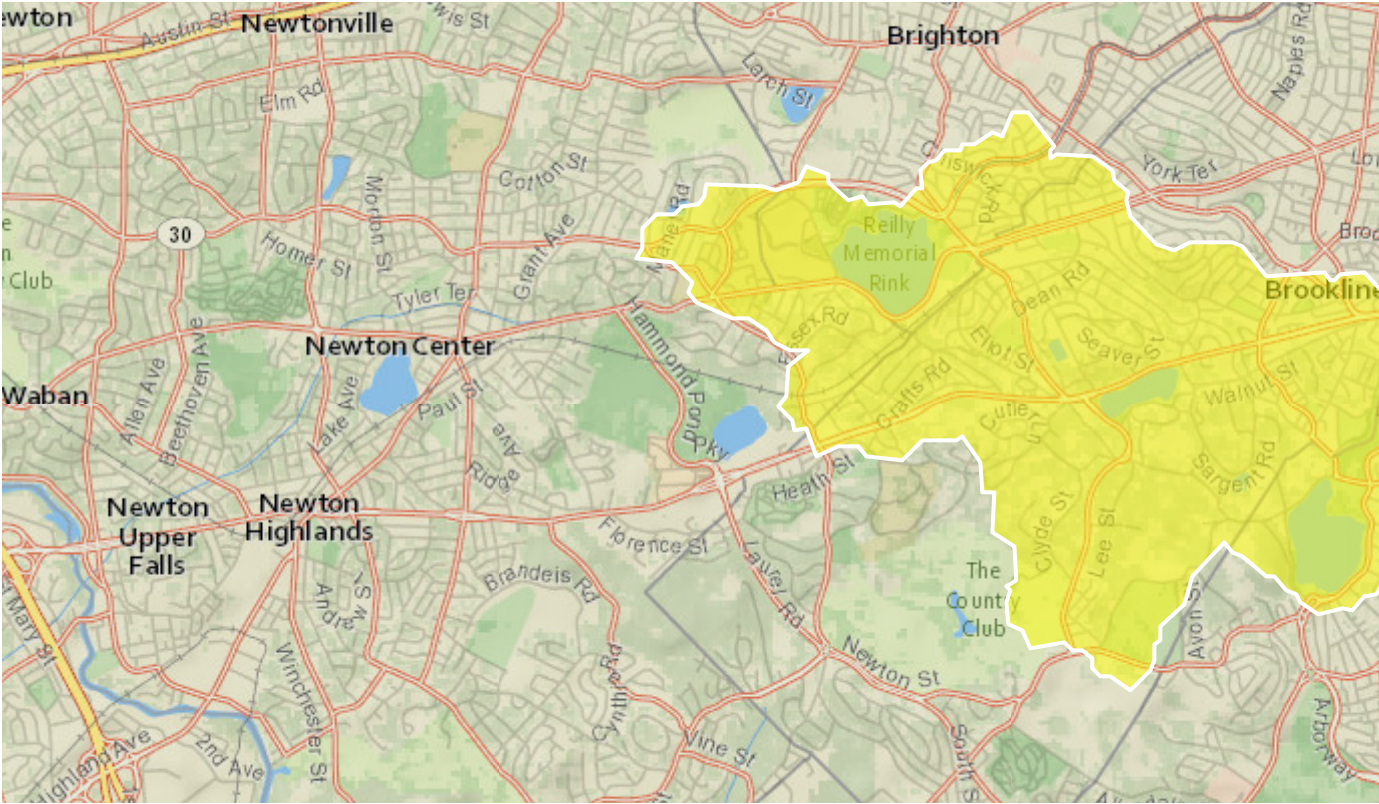 ewton
Austin St
Newtonville
Brighton
Larch St
Naples Rd
Elm Rd
Cotton St
Chiswick Rd
York Ter
Morton St
30
Homer St
Grant Ave
Reilly
Memorial
Rink
Club
Tyler Ter
Dean Rd
Brookline
Hammond Pond Pky
Essex Rd
Eliot St
Seaver St
Newton Center
Waban
Allen Ave
Beethoven Ave
Lake Ave
Paul St
Crafts Rd
Cutler Ln
Walnut St
Ridge Ave
Heath St
Sargent Rd
Newton
Upper
Falls
Newton
Highlands
Florence St
Clyde St
Lee St
Laurel Rd
Brandeis Rd
The
Country
Club
Avon St
Mary St
Winchester St
Newton St
Cynthia Rd
Vine St
South S
Arborway
2nd Ave
Highland Ave